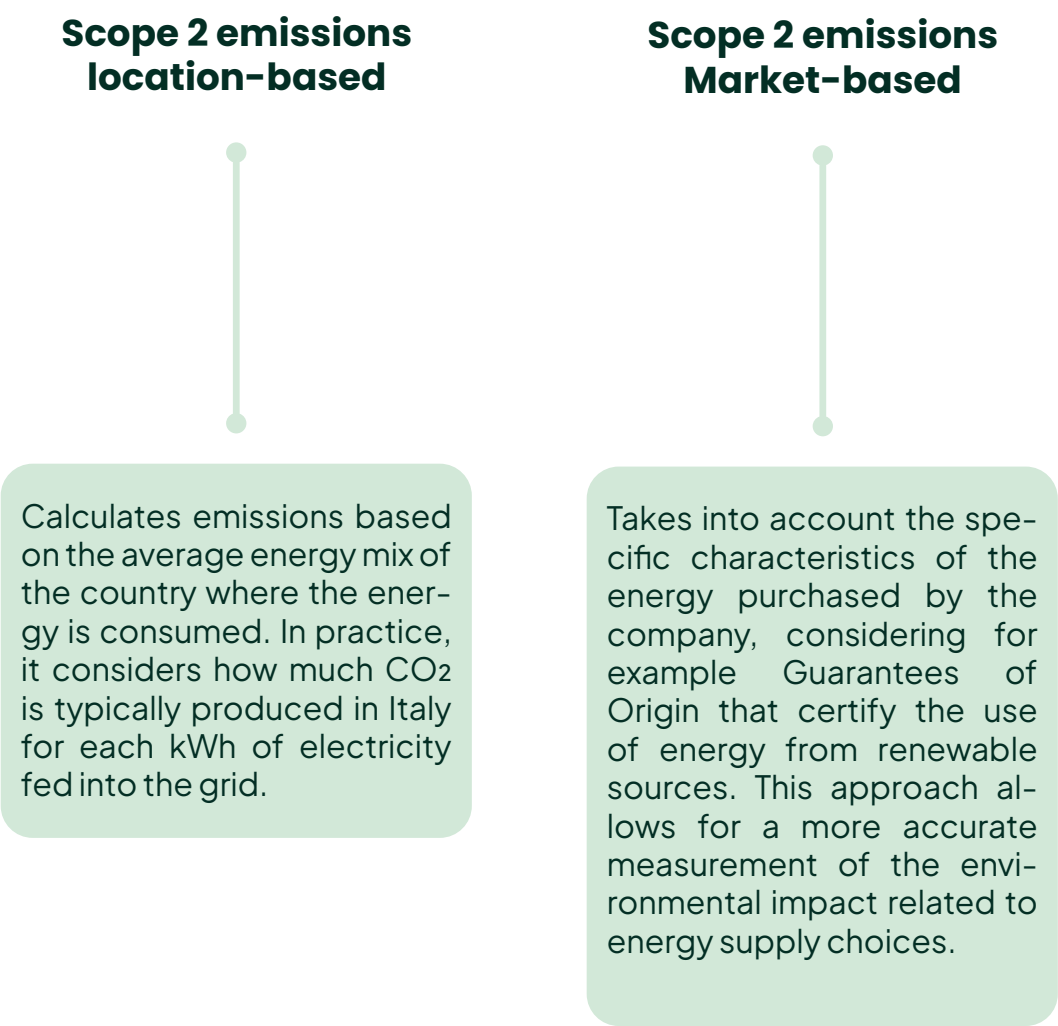 Scope 2 emissions
location-based
Calculates emissions based
on the average energy mix of
the country where the ener-
gy is consumed. In practice,
it considers how much CO2
is typically produced in Italy
for each kWh of electricity
fed into the grid.
Scope 2 emissions
Market-based
Takes into account the spe-
cific characteristics of the
energy purchased by the
company, considering for
example Guarantees of
Origin that certify the use
of energy from renewable
sources. This approach al-
lows for a more accurate
measurement of the envi-
ronmental impact related to
energy supply choices.